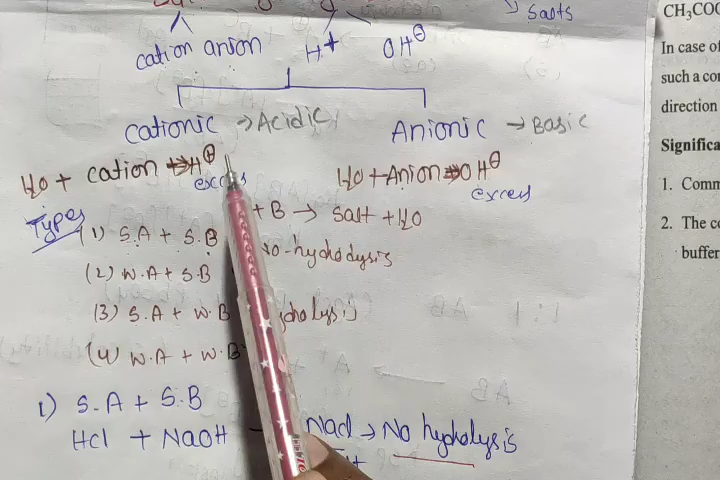 Salts
cation anion H⁺ OH⊖
Cationic → Acidic Anionic → Basic
H₂O + cation → H⊕ H₂O + Anion → OH⊖
excess excess
Types + B → salt + H₂O
(1) S.A + S.B No-hydrolysis
(2) W.A + S.B
(3) S.A + W.B
(4) W.A + W.B
1) S.A + S.B
HCl + NaOH NaCl → No hydrolysis
CH₃COO
In case of
such a co
direction
Significa
1. Comm
2. The co
buffer